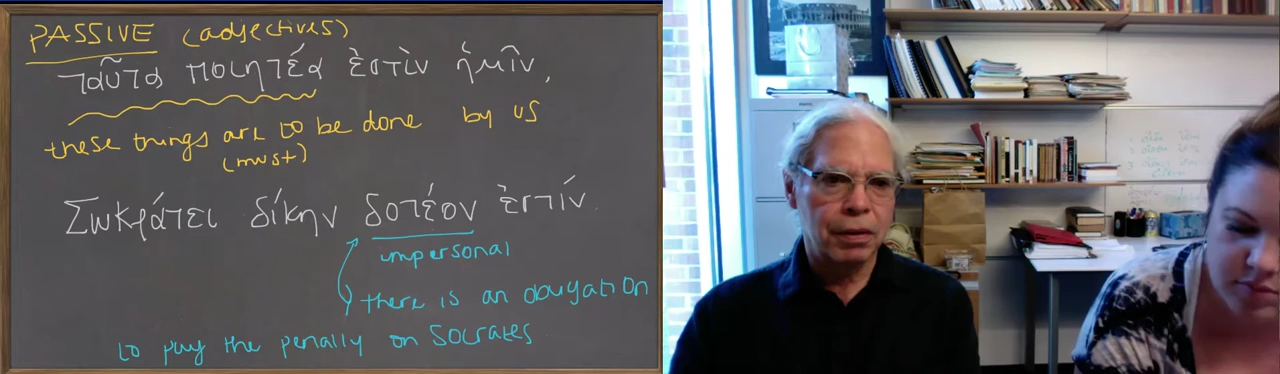 PASSIVE (adjectives)
ταῦτα ποιητέα ἐστὶν ἡμῖν,
these things are to be done by us
(must)
Σωκράτει δίκην δοτέον ἐστίν.
impersonal
there is an obligation
to pay the penally on Socrates